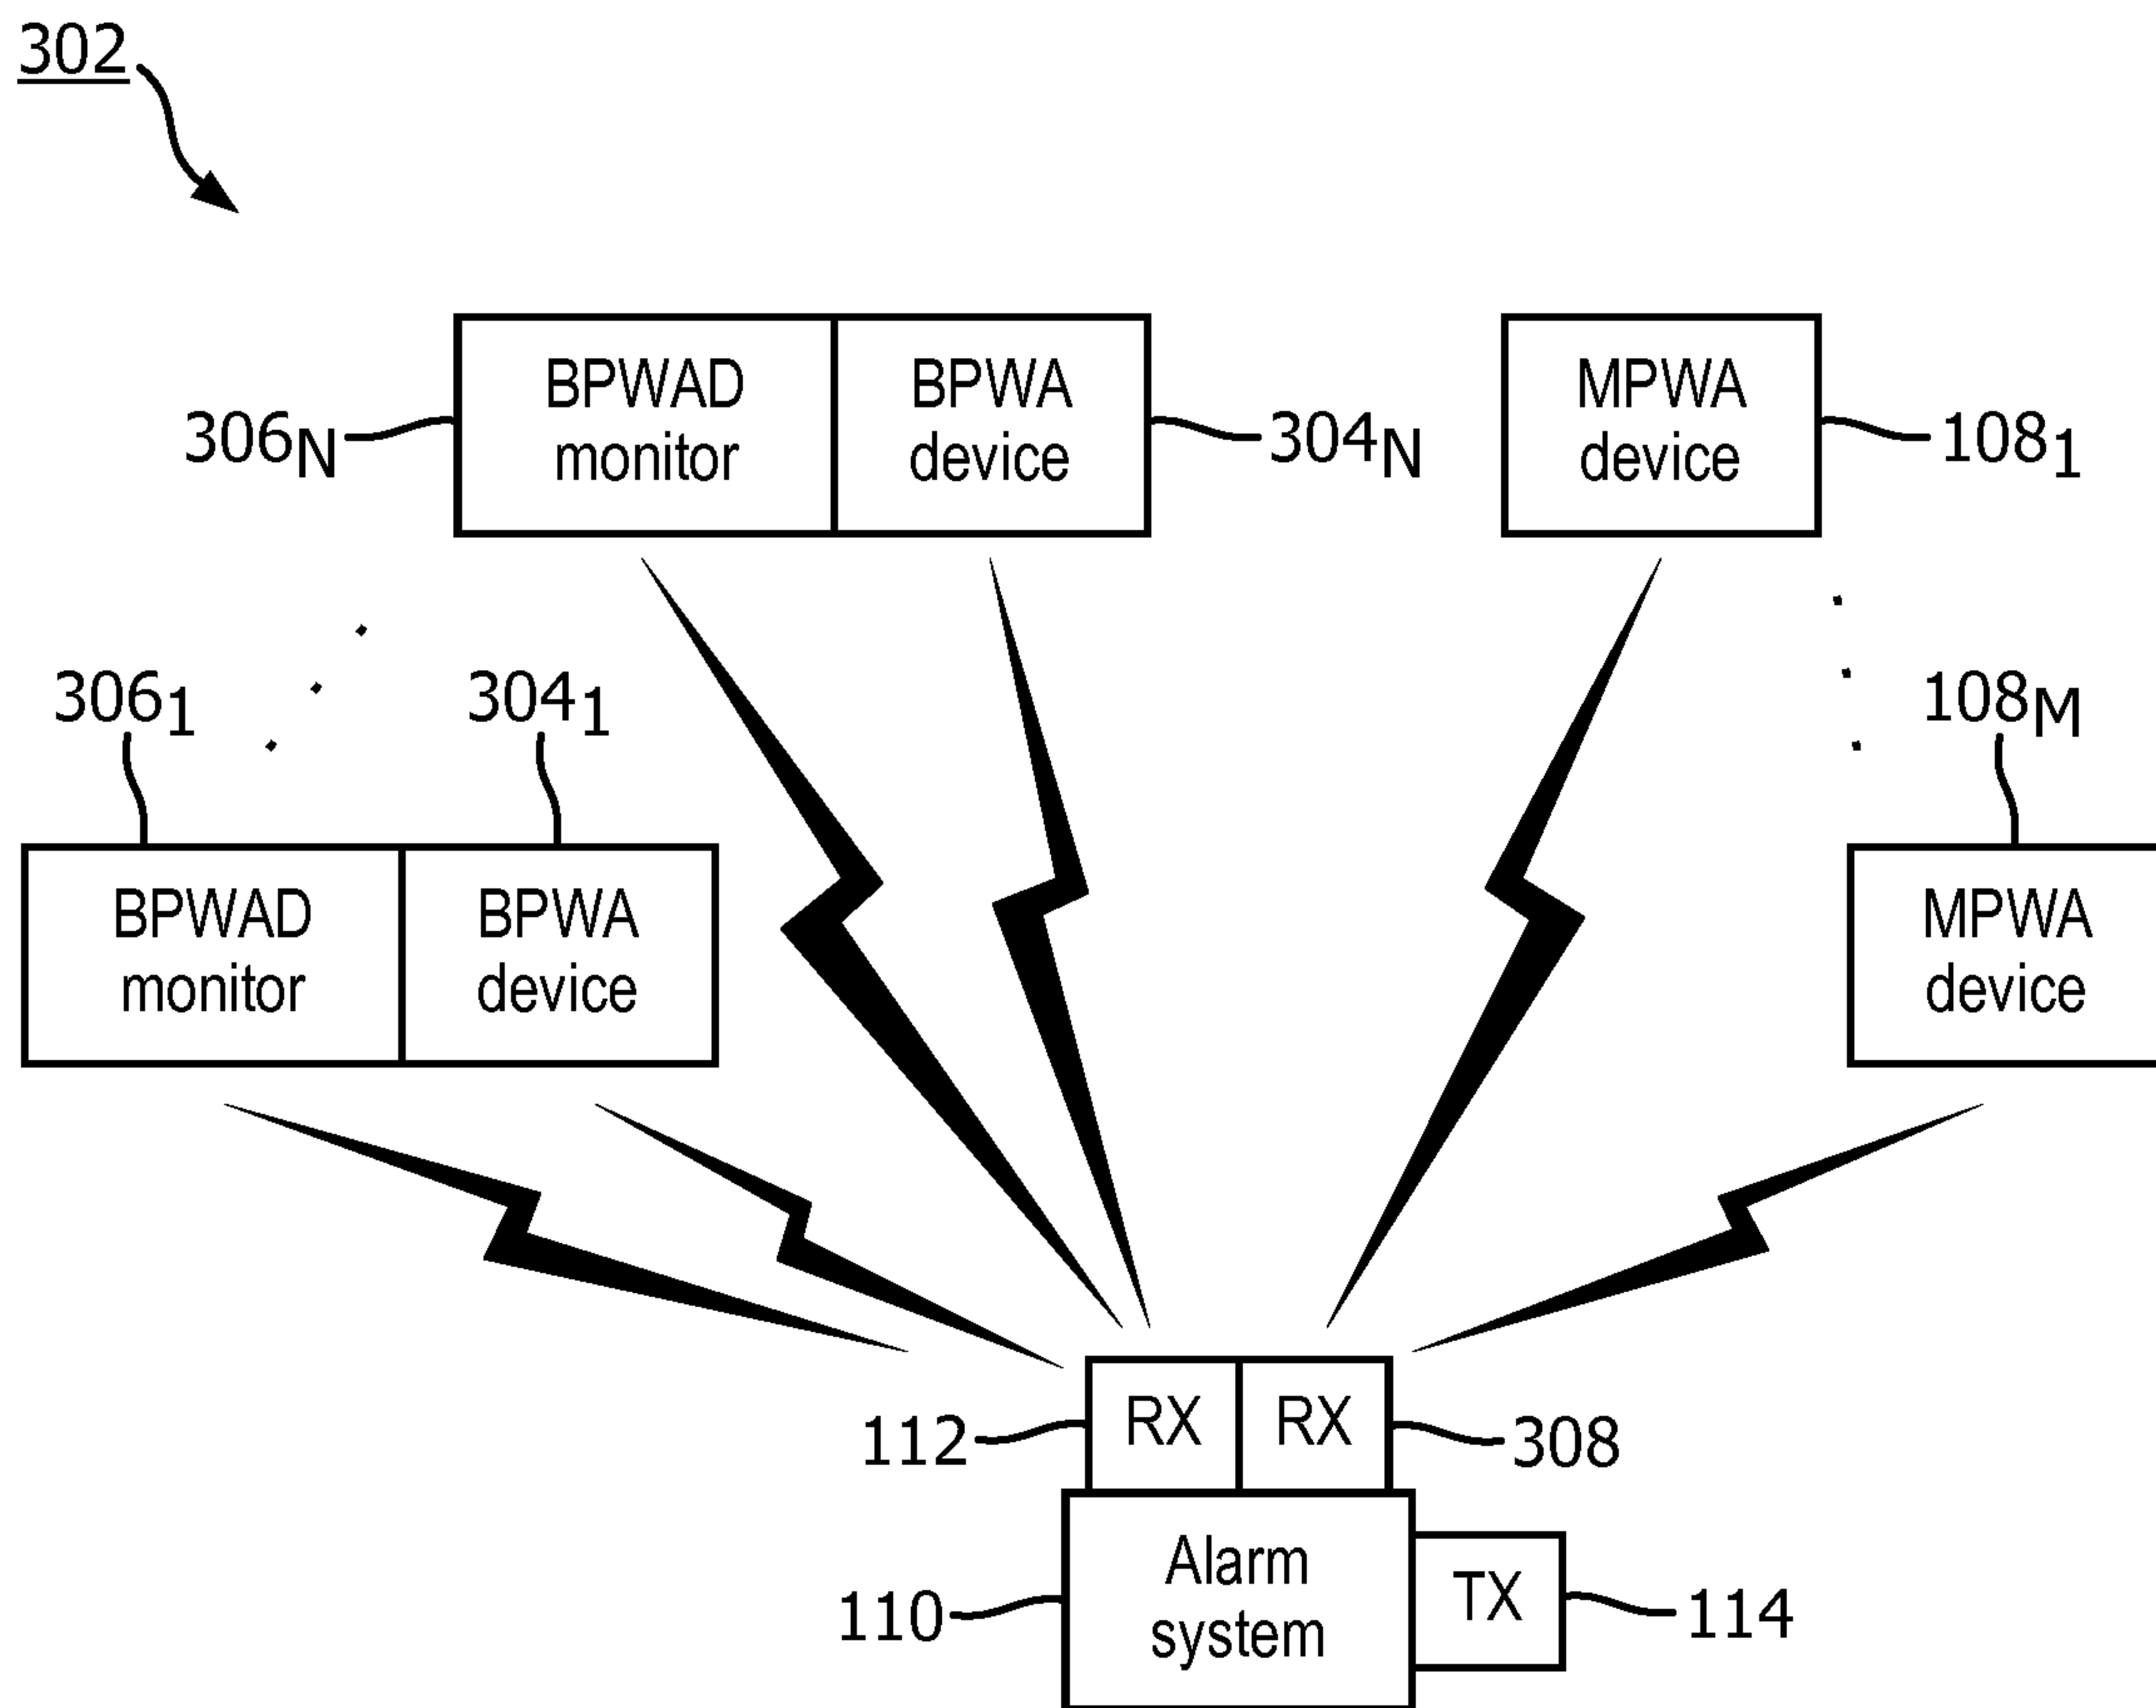 302
BPWAD
monitor
BPWA
device
MPWA
device
306N
304N
1081
3061
3041
108M
BPWAD
monitor
BPWA
device
MPWA
device
RX
RX
112
308
Alarm
system
TX
110
114